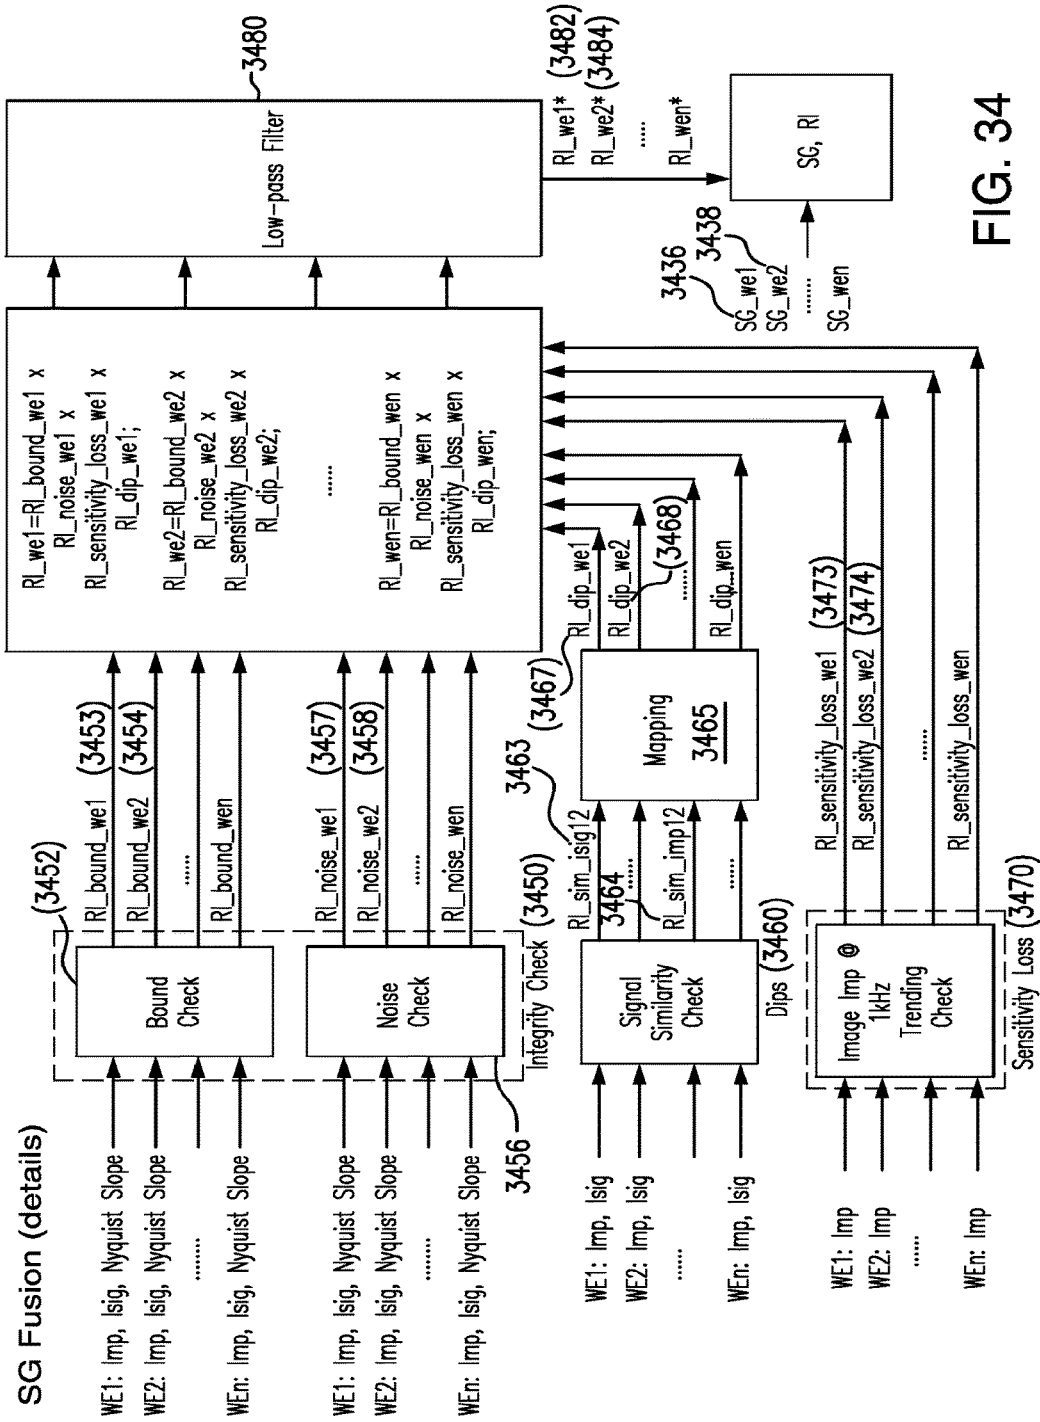 SG Fusion (details)
WE1: Imp, Isig, Nyquist Slope
WE2: Imp, Isig, Nyquist Slope
........
WEn: Imp, Isig, Nyquist Slope
(3452)
Bound
Check
RI_bound_we1 (3453)
RI_bound_we2 (3454)
......
RI_bound_wen
WE1: Imp, Isig, Nyquist Slope
WE2: Imp, Isig, Nyquist Slope
........
WEn: Imp, Isig, Nyquist Slope
3456
Noise
Check
Integrity Check (3450)
RI_noise_we1 (3457)
RI_noise_we2 (3458)
......
RI_noise_wen
WE1: Imp, Isig
WE2: Imp, Isig
......
WEn: Imp, Isig
Signal
Similarity
Check
Dips (3460)
3463
RI_sim_isig12
......
3464
RI_sim_imp12
......
Mapping
3465
(3467)
RI_dip_we1
RI_dip_we2
(3468)
.......
RI_dip_wen
WE1: Imp
WE2: Imp
......
WEn: Imp
Image Imp @
1kHz
Trending
Check
Sensitivity Loss (3470)
RI_sensitivity_loss_we1 (3473)
RI_sensitivity_loss_we2 (3474)
......
RI_sensitivity_loss_wen
RI_we1=RI_bound_we1 x
RI_noise_we1 x
RI_sensitivity_loss_we1 x
RI_dip_we1;
RI_we2=RI_bound_we2 x
RI_noise_we2 x
RI_sensitivity_loss_we2 x
RI_dip_we2;
......
RI_wen=RI_bound_wen x
RI_noise_wen x
RI_sensitivity_loss_wen x
RI_dip_wen;
Low-pass Filter
3480
RI_we1* (3482)
RI_we2* (3484)
......
RI_wen*
3436
SG_we1
3438
SG_we2
.......
SG_wen
SG, RI
FIG. 34